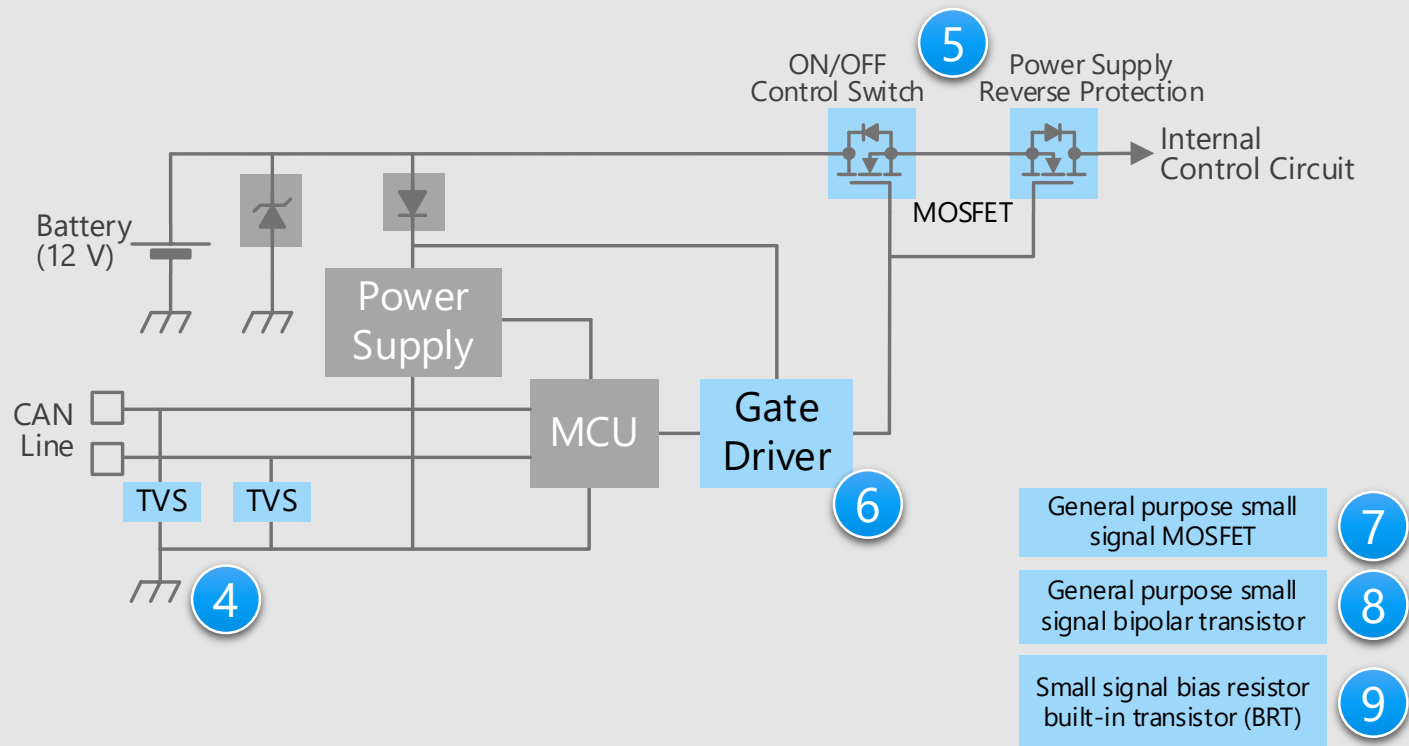 5
ON/OFF
Control Switch
Power Supply
Reverse Protection
Internal
Control Circuit
MOSFET
Battery
(12 V)
Power
Supply
CAN
Line
MCU
Gate
Driver
TVS
TVS
6
4
General purpose small
signal MOSFET
7
General purpose small
signal bipolar transistor
8
Small signal bias resistor
built-in transistor (BRT)
9